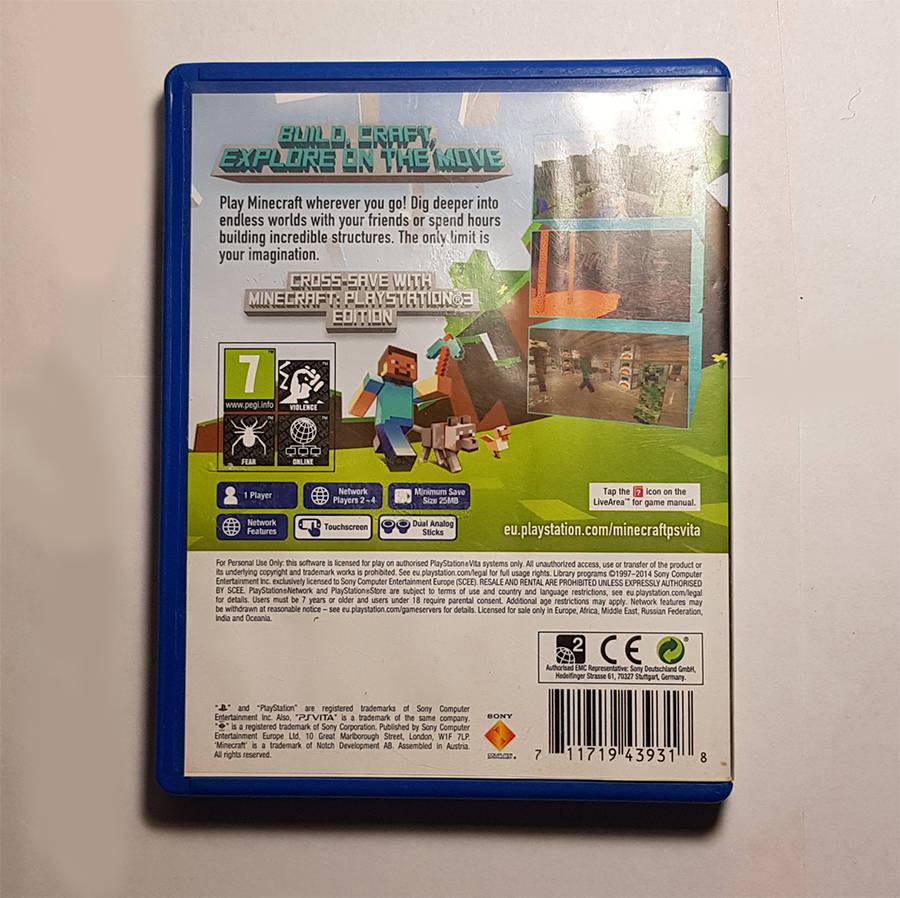 BUILD, CRAFT,
EXPLORE ON THE MOVE
Play Minecraft wherever you go! Dig deeper into
endless worlds with your friends or spend hours
building incredible structures. The only limit is
your imagination.
CROSS-SAVE WITH
MINECRAFT: PLAYSTATION®3
EDITION
7
www.pegi.info
VIOLENCE
FEAR
ONLINE
1 Player
Network
Players 2 - 4
Minimum Save
Size 25MB
Network
Features
Touchscreen
Dual Analog
Sticks
Tap the ? icon on the
LiveArea™ for game manual.
eu.playstation.com/minecraftpsvita
For Personal Use Only: this software is licensed for play on authorised PlayStation®Vita systems only. All unauthorized access, use or transfer of the product or
its underlying copyright and trademark works is prohibited. See eu.playstation.com/legal for full usage rights. Library programs ©1997–2014 Sony Computer
Entertainment Inc. exclusively licensed to Sony Computer Entertainment Europe (SCEE). RESALE AND RENTAL ARE PROHIBITED UNLESS EXPRESSLY AUTHORISED
BY SCEE. PlayStation®Network and PlayStation®Store are subject to terms of use and country and language restrictions, see eu.playstation.com/legal
for details. Users must be 7 years or older and users under 18 require parental consent. Additional age restrictions may apply. Network features may
be withdrawn at reasonable notice – see eu.playstation.com/gameservers for details. Licensed for sale only in Europe, Africa, Middle East, Russian Federation,
India and Oceania.
2
CE
Authorised EMC Representative: Sony Deutschland GmbH,
Hedelfinger Strasse 61, 70327 Stuttgart, Germany.
" " and "PlayStation" are registered trademarks of Sony Computer
Entertainment Inc. Also, "PSVITA" is a trademark of the same company.
" " is a registered trademark of Sony Corporation. Published by Sony Computer
Entertainment Europe Ltd, 10 Great Marlborough Street, London, W1F 7LP.
'Minecraft' is a trademark of Notch Development AB. Assembled in Austria.
All rights reserved.
SONY
COMPUTER
ENTERTAINMENT
7 11719 43931 8